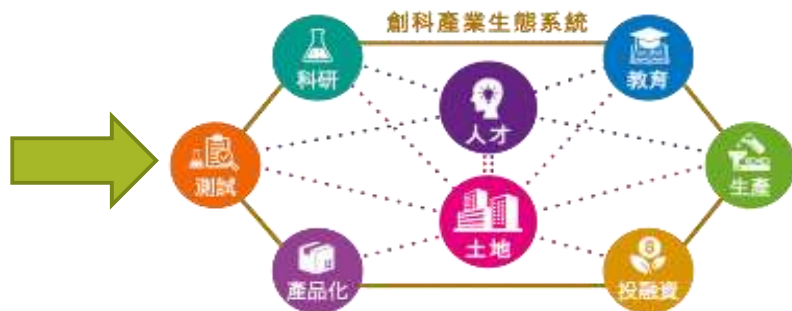 創科產業生態系統
科研
教育
人才
測試
生產
土地
產品化
投融資